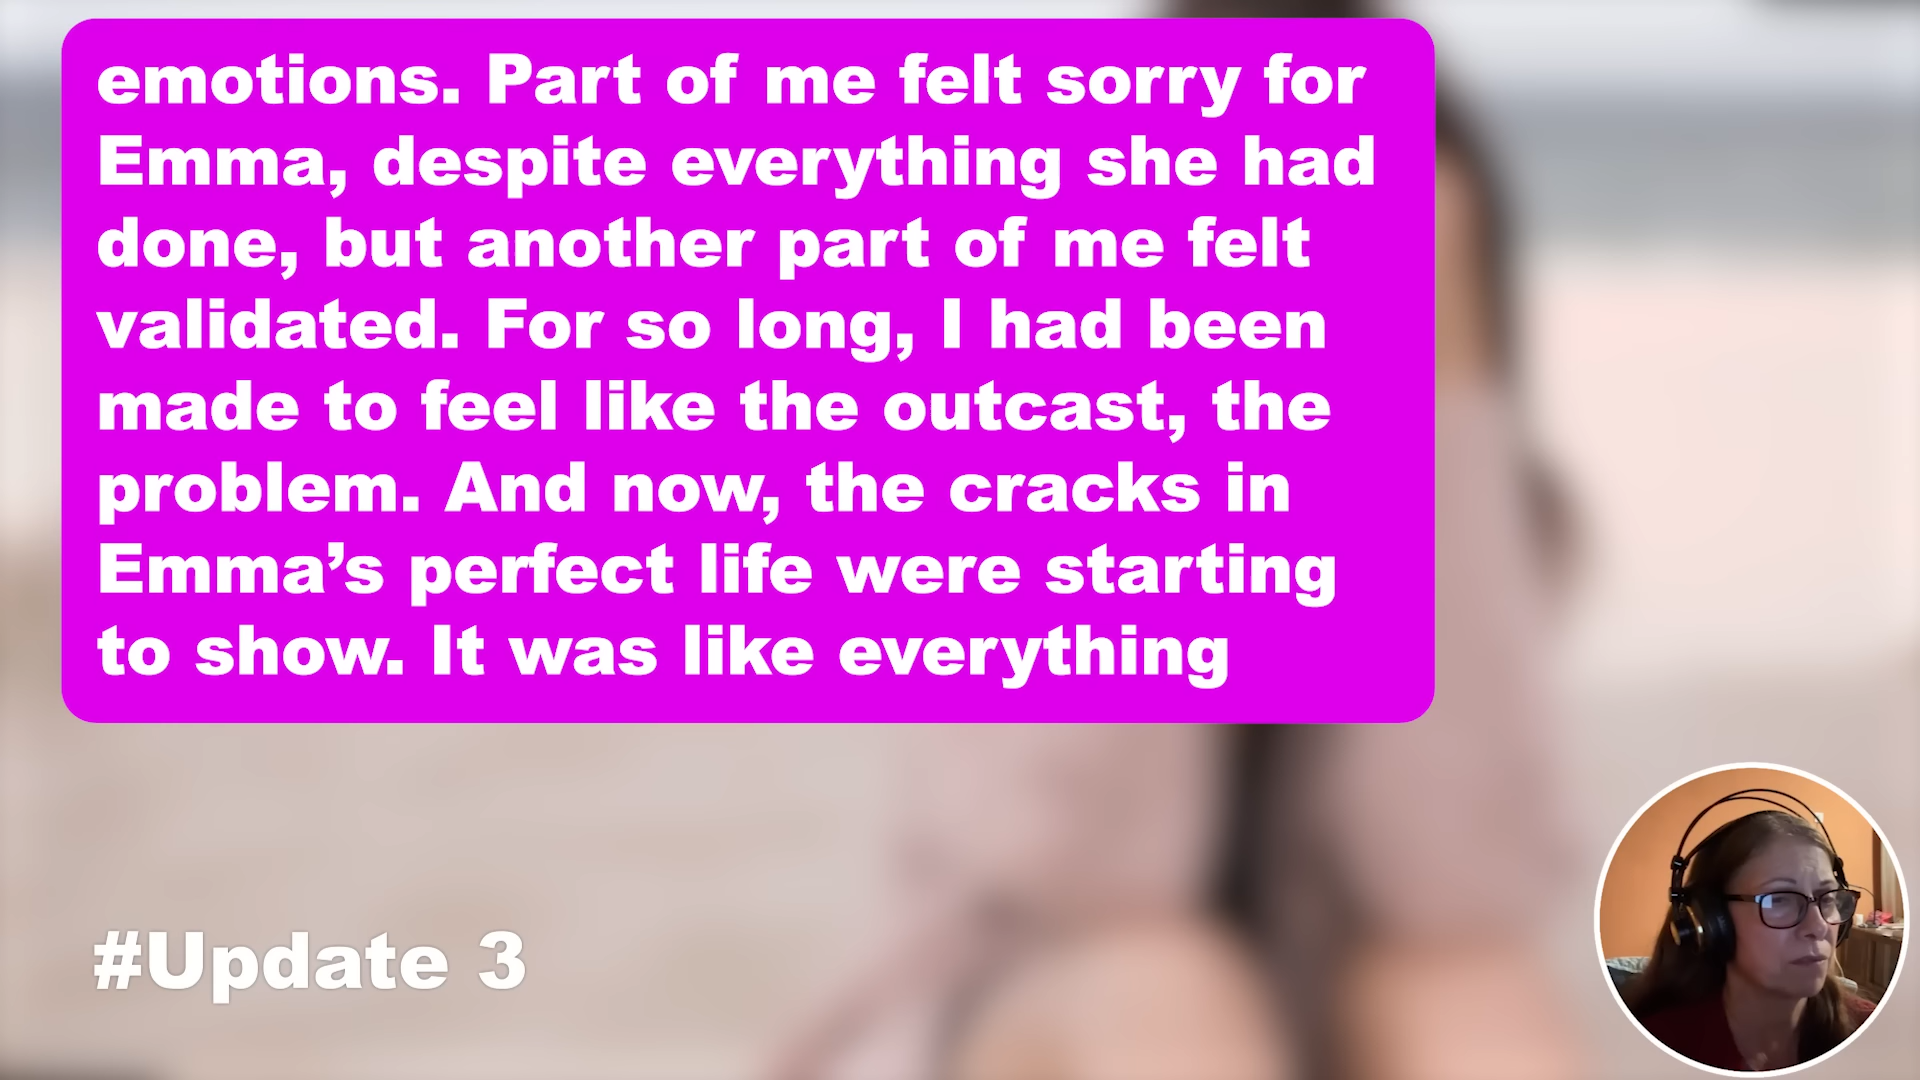 emotions. Part of me felt sorry for
Emma, despite everything she had
done, but another part of me felt
validated. For so long, I had been
made to feel like the outcast, the
problem. And now, the cracks in
Emma’s perfect life were starting
to show. It was like everything
#Update 3